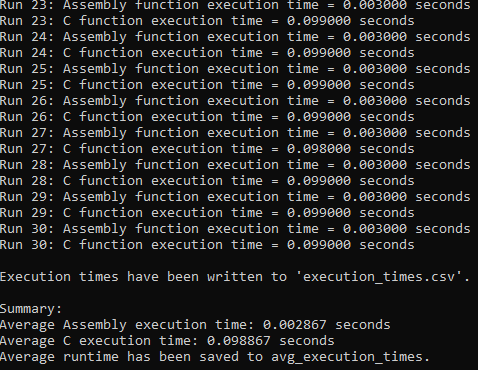 Run 23: Assembly function execution time = 0.003000 seconds
Run 23: C function execution time = 0.099000 seconds
Run 24: Assembly function execution time = 0.003000 seconds
Run 24: C function execution time = 0.099000 seconds
Run 25: Assembly function execution time = 0.003000 seconds
Run 25: C function execution time = 0.099000 seconds
Run 26: Assembly function execution time = 0.003000 seconds
Run 26: C function execution time = 0.099000 seconds
Run 27: Assembly function execution time = 0.003000 seconds
Run 27: C function execution time = 0.098000 seconds
Run 28: Assembly function execution time = 0.003000 seconds
Run 28: C function execution time = 0.099000 seconds
Run 29: Assembly function execution time = 0.003000 seconds
Run 29: C function execution time = 0.099000 seconds
Run 30: Assembly function execution time = 0.003000 seconds
Run 30: C function execution time = 0.099000 seconds
Execution times have been written to 'execution_times.csv'.
Summary:
Average Assembly execution time: 0.002867 seconds
Average C execution time: 0.098867 seconds
Average runtime has been saved to avg_execution_times.